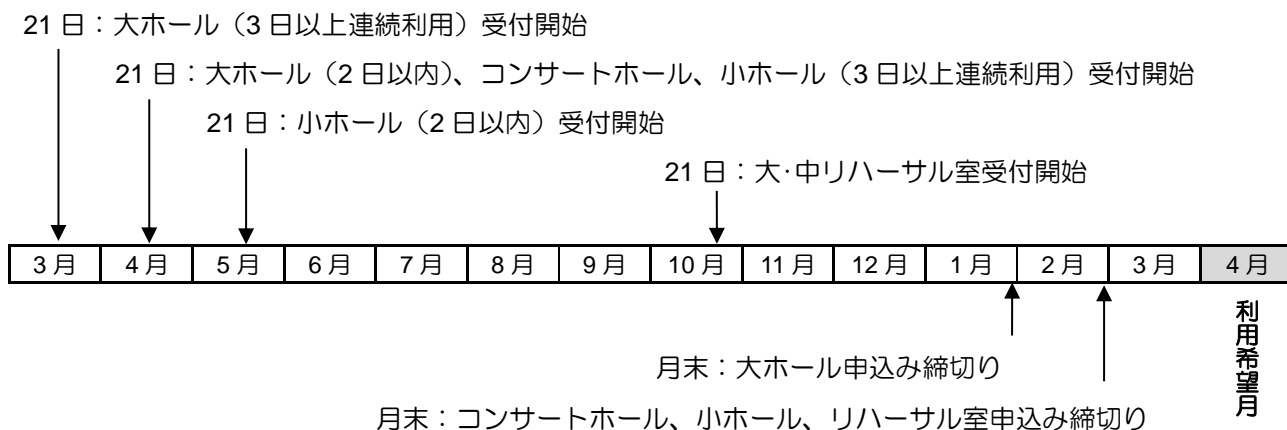 21日：大ホール（3日以上連続利用）受付開始
21日：大ホール（2日以内）、コンサートホール、小ホール（3日以上連続利用）受付開始
21日：小ホール（2日以内）受付開始
21日：大･中リハーサル室受付開始
3月 4月 5月 6月 7月 8月 9月 10月 11月 12月 1月 2月 3月 4月
利用希望月
月末：大ホール申込み締切り
月末：コンサートホール、小ホール、リハーサル室申込み締切り